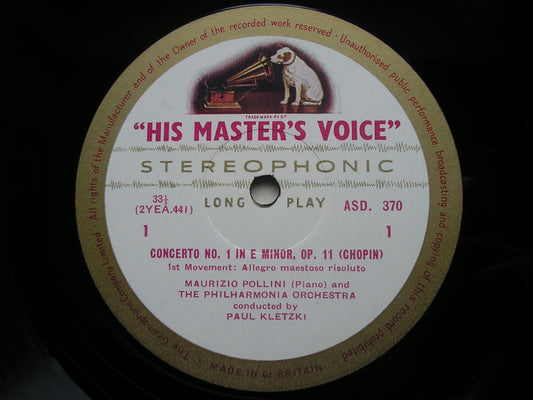 All rights of the Manufacturer and of the Owner of the recorded work reserved · Unauthorised public performance broadcasting and copying of this record prohibited
TRADE MARK REGD
“HIS MASTER'S VOICE”
STEREOPHONIC
33⅓
(2YEA.441)
LONG PLAY
ASD. 370
1
1
CONCERTO NO. 1 IN E MINOR, OP. 11 (CHOPIN)
1st Movement: Allegro maestoso risoluto
MAURIZIO POLLINI (Piano) and
THE PHILHARMONIA ORCHESTRA
conducted by
PAUL KLETZKI
The Gramophone Company Limited ·
· MADE IN Gt BRITAIN ·